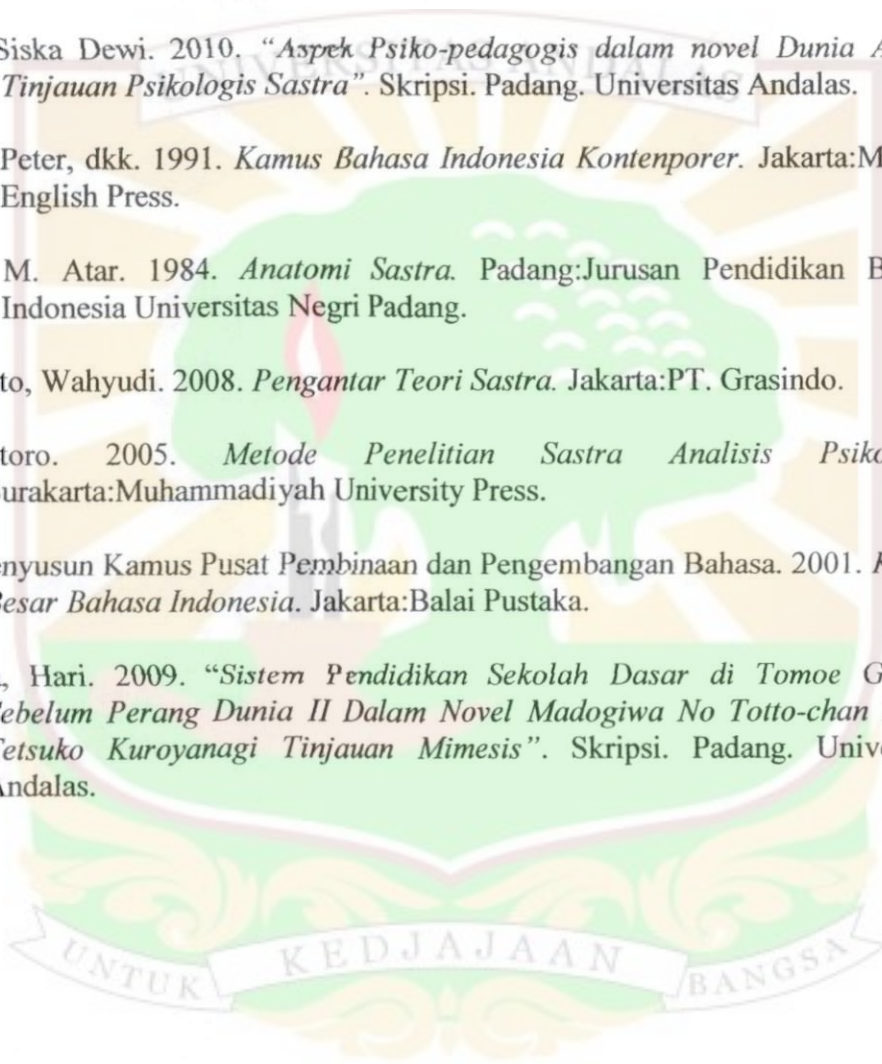 Siska Dewi. 2010. “Aspek Psiko-pedagogis dalam novel Dunia A
Tinjauan Psikologis Sastra”. Skripsi. Padang. Universitas Andalas.
Peter, dkk. 1991. Kamus Bahasa Indonesia Kontenporer. Jakarta:M
English Press.
M. Atar. 1984. Anatomi Sastra. Padang:Jurusan Pendidikan B
Indonesia Universitas Negri Padang.
to, Wahyudi. 2008. Pengantar Teori Sastra. Jakarta:PT. Grasindo.
toro. 2005. Metode Penelitian Sastra Analisis Psiko
urakarta:Muhammadiyah University Press.
nyusun Kamus Pusat Pembinaan dan Pengembangan Bahasa. 2001.
esar Bahasa Indonesia. Jakarta:Balai Pustaka.
, Hari. 2009. “Sistem Pendidikan Sekolah Dasar di Tomoe G
ebelum Perang Dunia II Dalam Novel Madogiwa No Totto-chan
etsuko Kuroyanagi Tinjauan Mimesis”. Skripsi. Padang. Unive
Andalas.
UNIVERSITAS ANDALAS
UNTUK KEDJAJAAN BANGSA